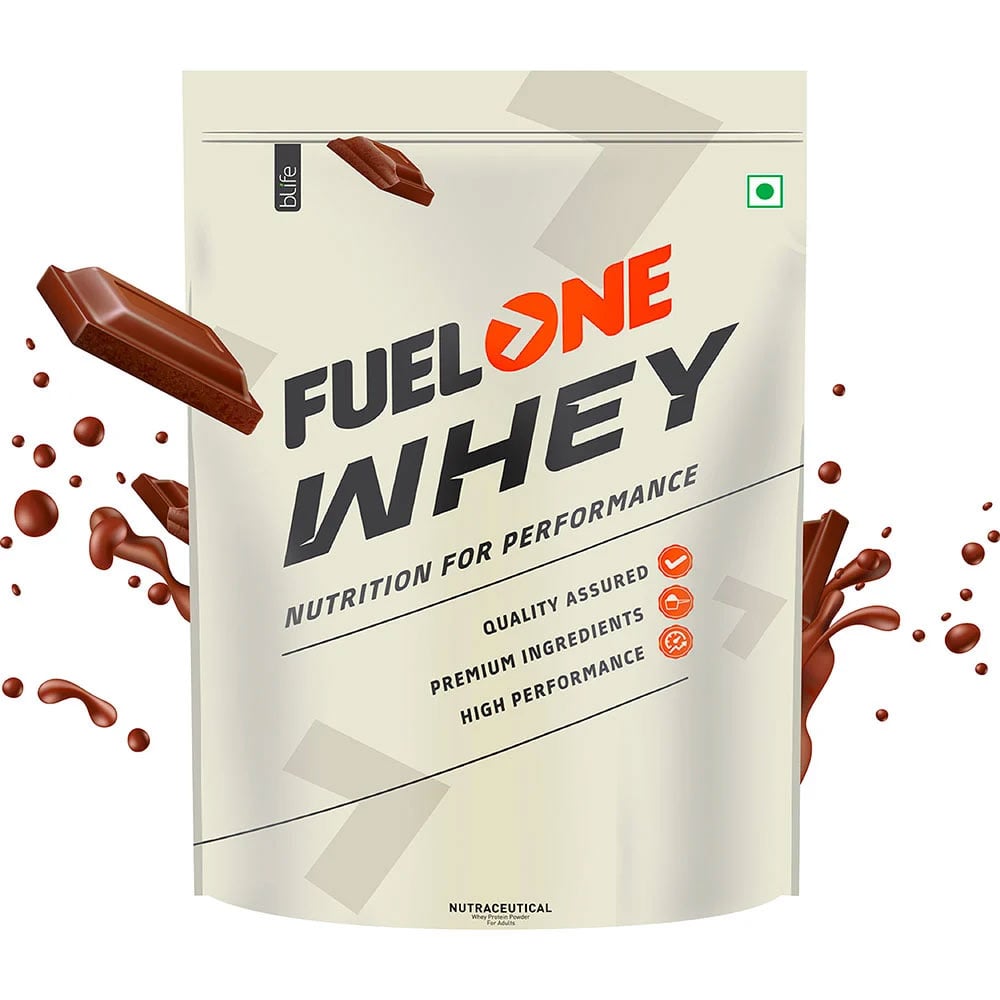 bLife
FUELONE
WHEY
NUTRITION FOR PERFORMANCE
QUALITY ASSURED
PREMIUM INGREDIENTS
HIGH PERFORMANCE
NUTRACEUTICAL
Whey Protein Powder
For Adults